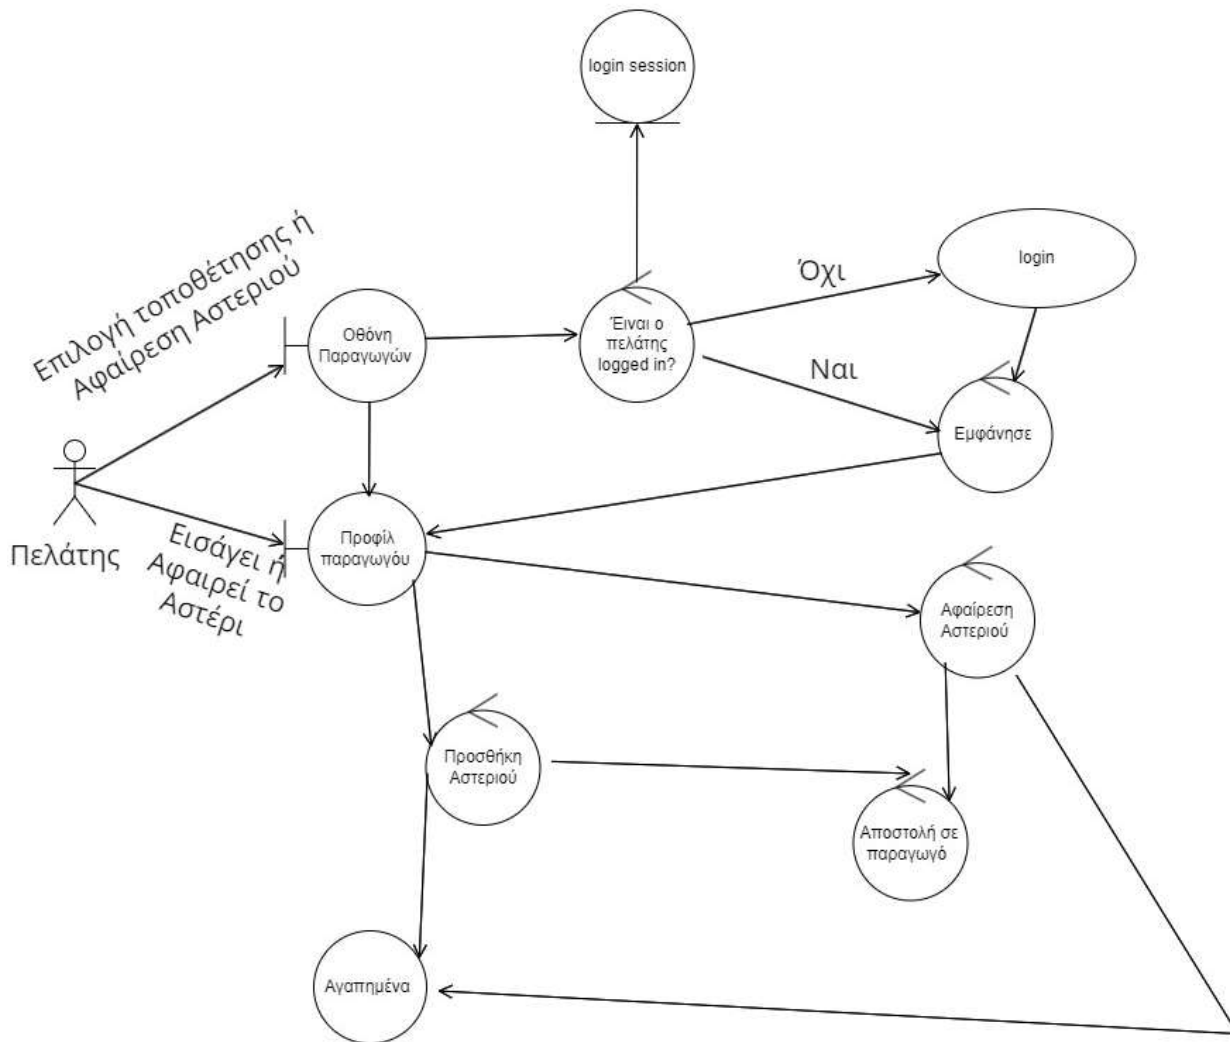 login session
Επιλογή τοποθέτησης ή
Αφαίρεση Αστεριού
Όχι
login
Οθόνη
Παραγωγών
Έιναι ο
πελάτης
logged in?
Ναι
Εμφάνησε
Πελάτης
Εισάγει ή
Αφαιρεί το
Αστέρι
Προφίλ
παραγωγόυ
Αφαίρεση
Αστεριού
Προσθήκη
Αστεριού
Αποστολή σε
παραγωγό
Αγαπημένα